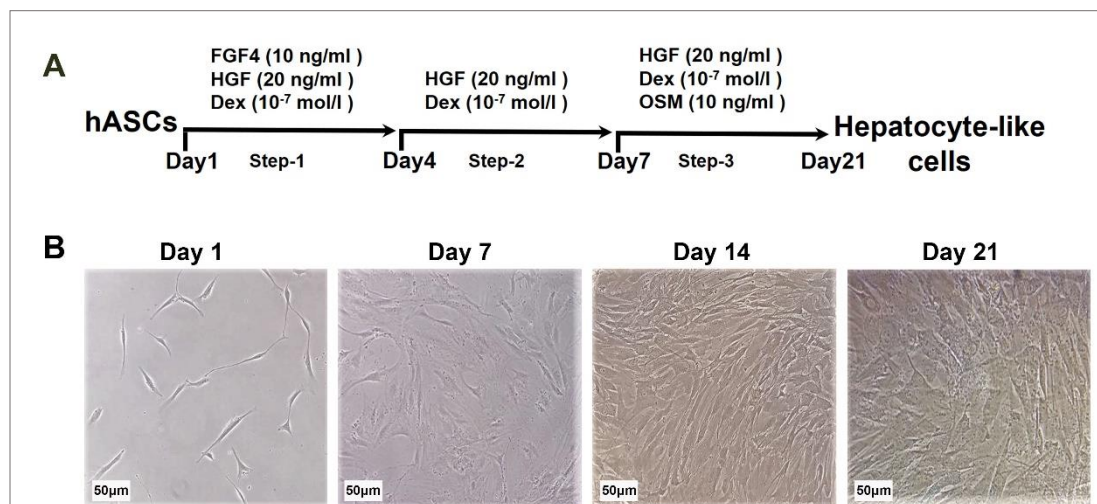 A
FGF4 (10 ng/ml )
HGF (20 ng/ml )
Dex (10⁻⁷ mol/l )
HGF (20 ng/ml )
Dex (10⁻⁷ mol/l )
HGF (20 ng/ml )
Dex (10⁻⁷ mol/l )
OSM (10 ng/ml )
hASCs
Day1
Step-1
Day4
Step-2
Day7
Step-3
Day21
Hepatocyte-like
cells
B
Day 1
Day 7
Day 14
Day 21
50μm
50μm
50μm
50μm